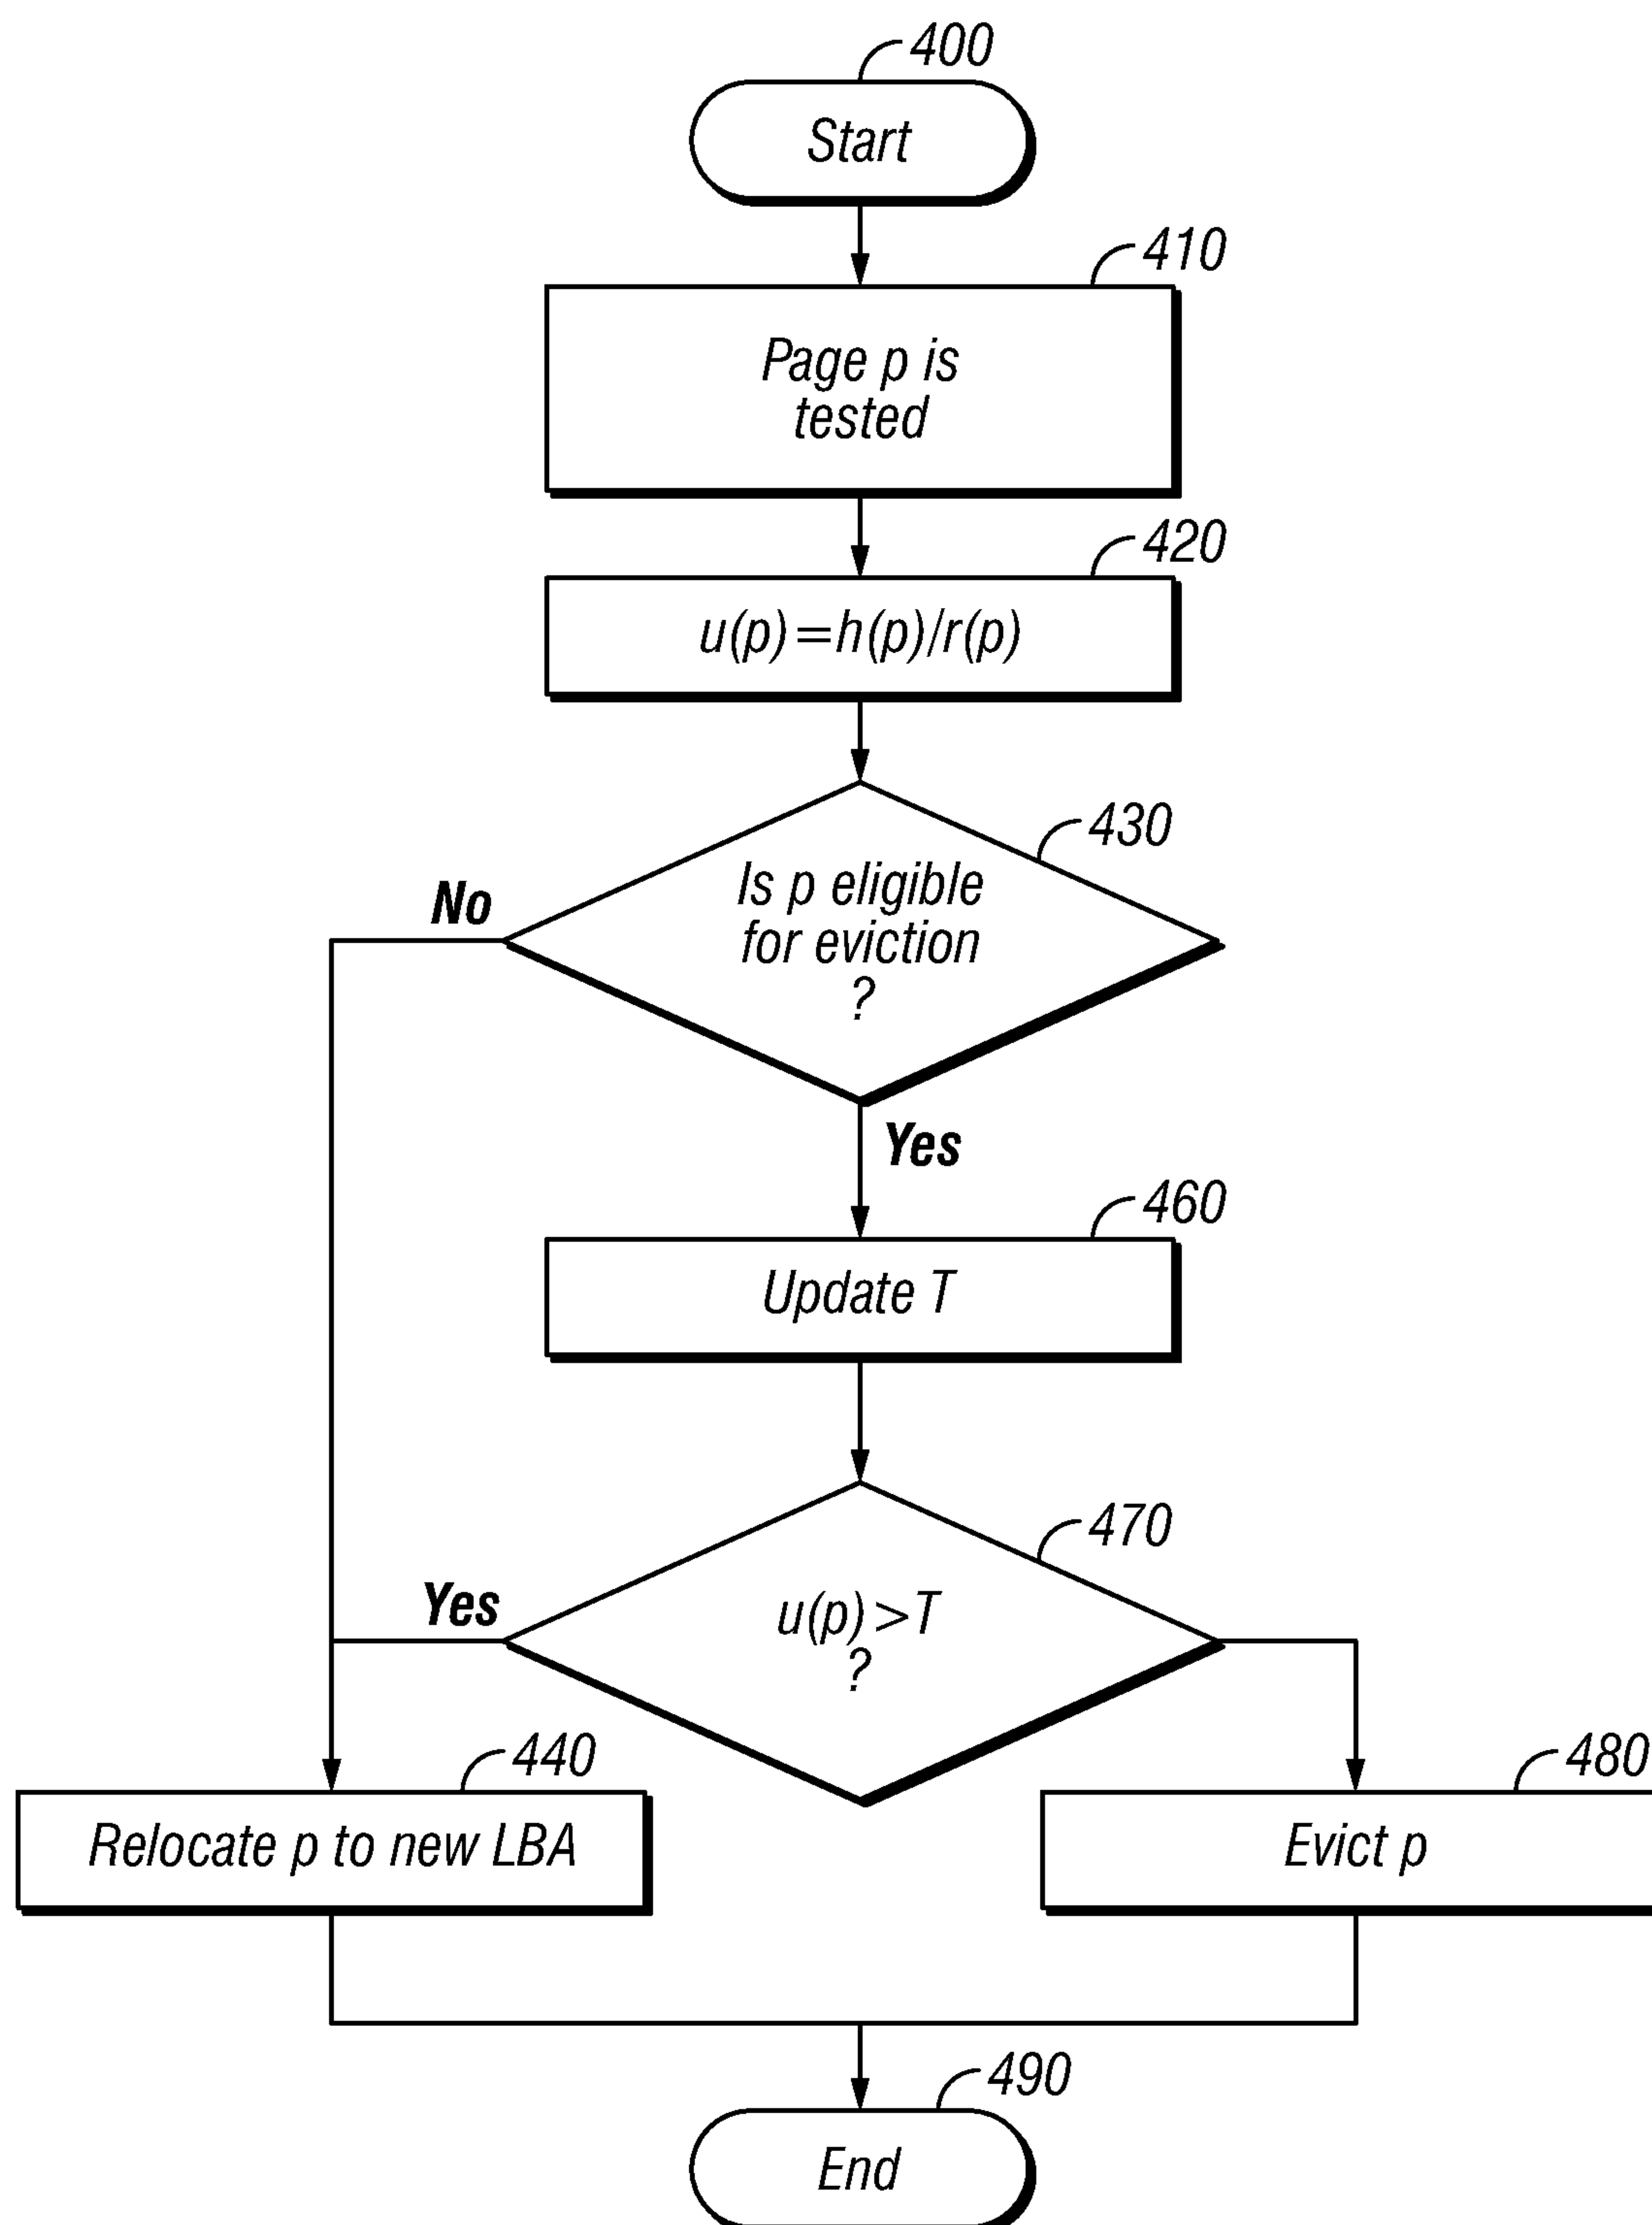 400
Start
410
Page p is
tested
420
u(p)=h(p)/r(p)
430
Is p eligible
for eviction
?
No
Yes
460
Update T
470
u(p)>T
?
Yes
440
Relocate p to new LBA
480
Evict p
490
End